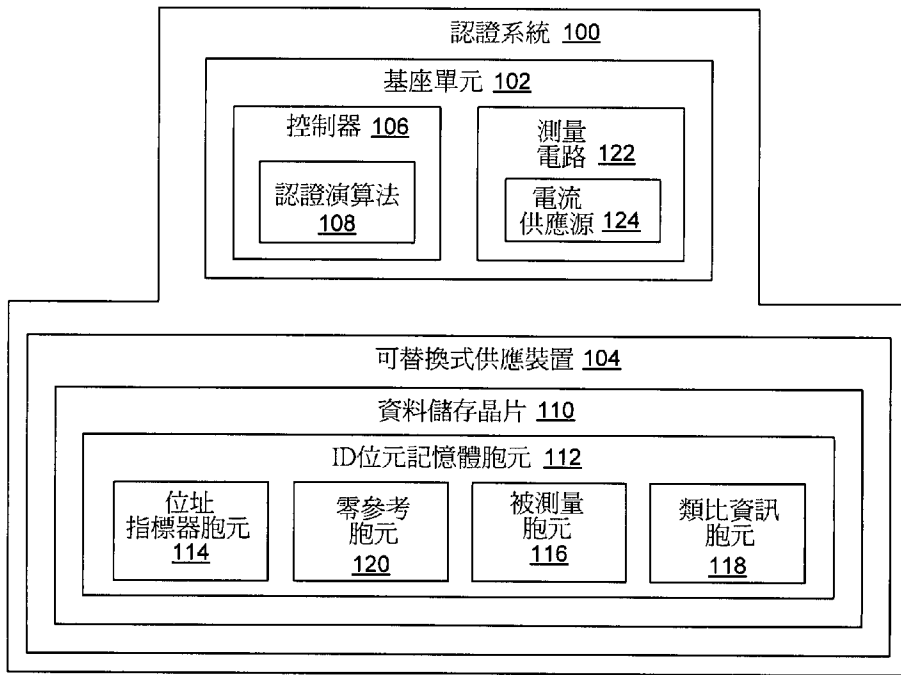 認證系統 100
基座單元 102
控制器 106
認證演算法
108
測量
電路 122
電流
供應源 124
可替換式供應裝置 104
資料儲存晶片 110
ID位元記憶體胞元 112
位址
指標器胞元
114
零參考
胞元
120
被測量
胞元
116
類比資訊
胞元
118